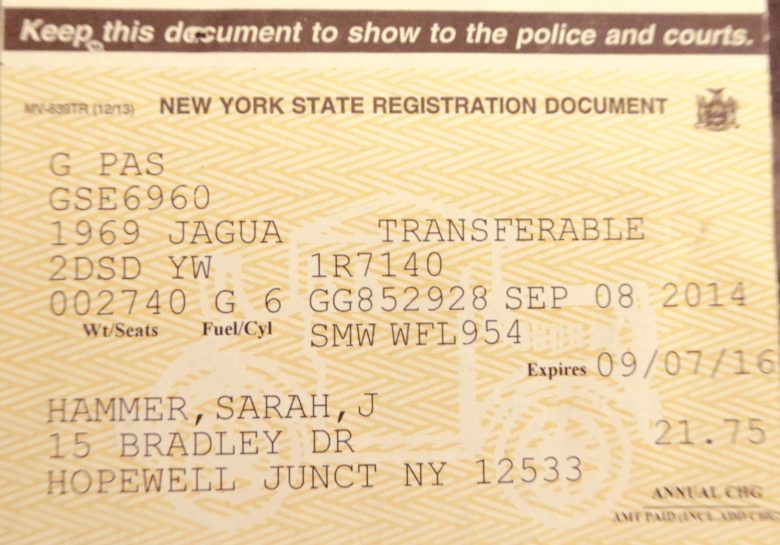 Keep this document to show to the police and courts.
MV-639TR (12/13) NEW YORK STATE REGISTRATION DOCUMENT
G PAS
GSE6960
1969 JAGUA TRANSFERABLE
2DSD YW 1R7140
002740 G 6 GG852928 SEP 08 2014
Wt/Seats Fuel/Cyl SMW WFL954
Expires 09/07/16
HAMMER,SARAH,J
15 BRADLEY DR 21.75
HOPEWELL JUNCT NY 12533
ANNUAL CHG
AMT PAID (INCL ADD CHG